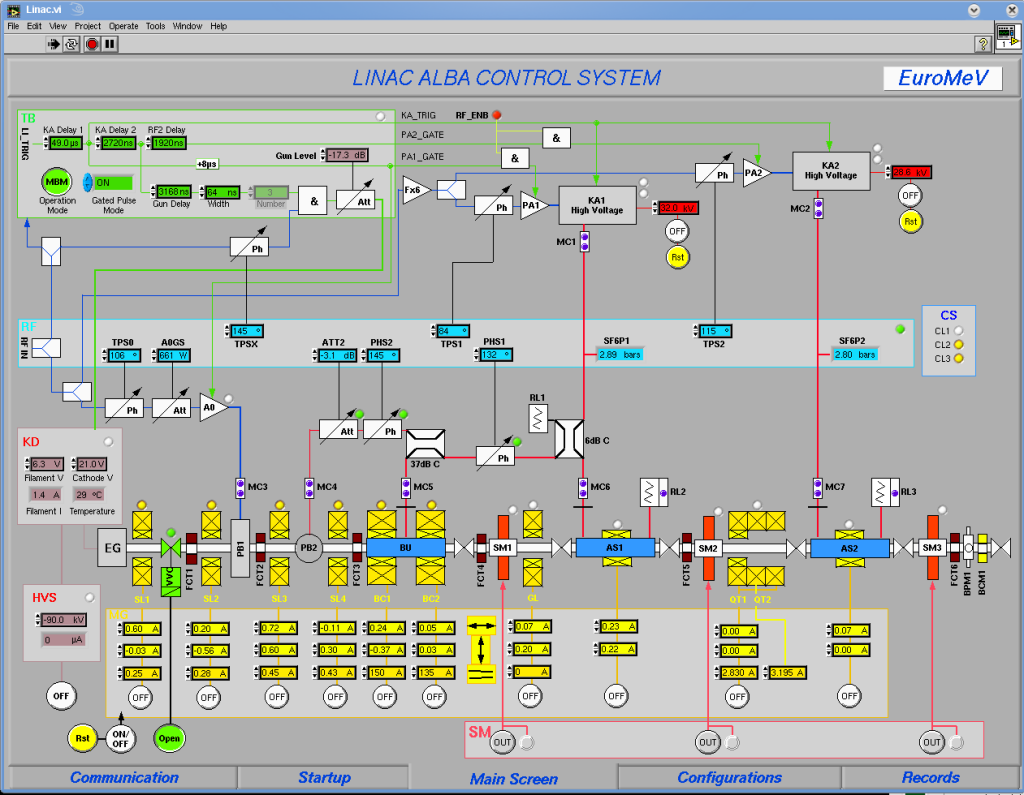 Linac.vi
File Edit View Project Operate Tools Window Help
LINAC ALBA CONTROL SYSTEM
EuroMeV
TB
LI_TRIG
KA Delay 1 KA Delay 2 RF2 Delay
49.0µs 2720ns 1920ns
+8µs
Gun Level -17.3 dB
MBM
Operation Mode
ON
Gated Pulse Mode
3168ns 64 ns 3
Gun Delay Width Number
&
Att
KA_TRIG RF_ENB
PA2_GATE
PA1_GATE
&
&
Fx6
Ph
PA1
KA1
High Voltage
32.0 kV
OFF
Rst
MC1
Ph
PA2
KA2
High Voltage
28.6 kV
OFF
Rst
MC2
Ph
RF
RF IN
145 °
TPSX
84 °
TPS1
115 °
TPS2
TPS0 A0GS ATT2 PHS2 PHS1
106 ° 661 W -3.1 dB 145 ° 132 °
SF6P1
2.89 bars
SF6P2
2.80 bars
CS
CL1
CL2
CL3
Ph Att A0
Att Ph
37dB C
Ph
RL1
6dB C
KD
6.3 V 21.0 V
Filament V Cathode V
1.4 A 29 °C
Filament I Temperature
MC3 MC4 MC5 MC6 RL2 MC7 RL3
EG VVC FCT1 PB1 FCT2 PB2 FCT3 BU FCT4 SM1 AS1 FCT5 SM2 AS2 SM3 FCT6 BPM1 BCM1
HVS
-90.0 kV
0 µA
OFF
SL1 SL2 SL3 SL4 BC1 BC2 GL QT1 QT2
0.60 A 0.20 A 0.72 A -0.11 A 0.24 A 0.05 A 0.07 A 0.23 A 0.00 A 0.07 A
-0.03 A -0.56 A 0.60 A 0.30 A -0.37 A 0.03 A 0.20 A 0.22 A 0.00 A 0.00 A
0.25 A 0.28 A 0.45 A 0.43 A 150 A 135 A 0 A 2.830 A 3.195 A
OFF OFF OFF OFF OFF OFF OFF OFF OFF OFF
Rst ON/OFF Open
SM
OUT OUT OUT
Communication Startup Main Screen Configurations Records